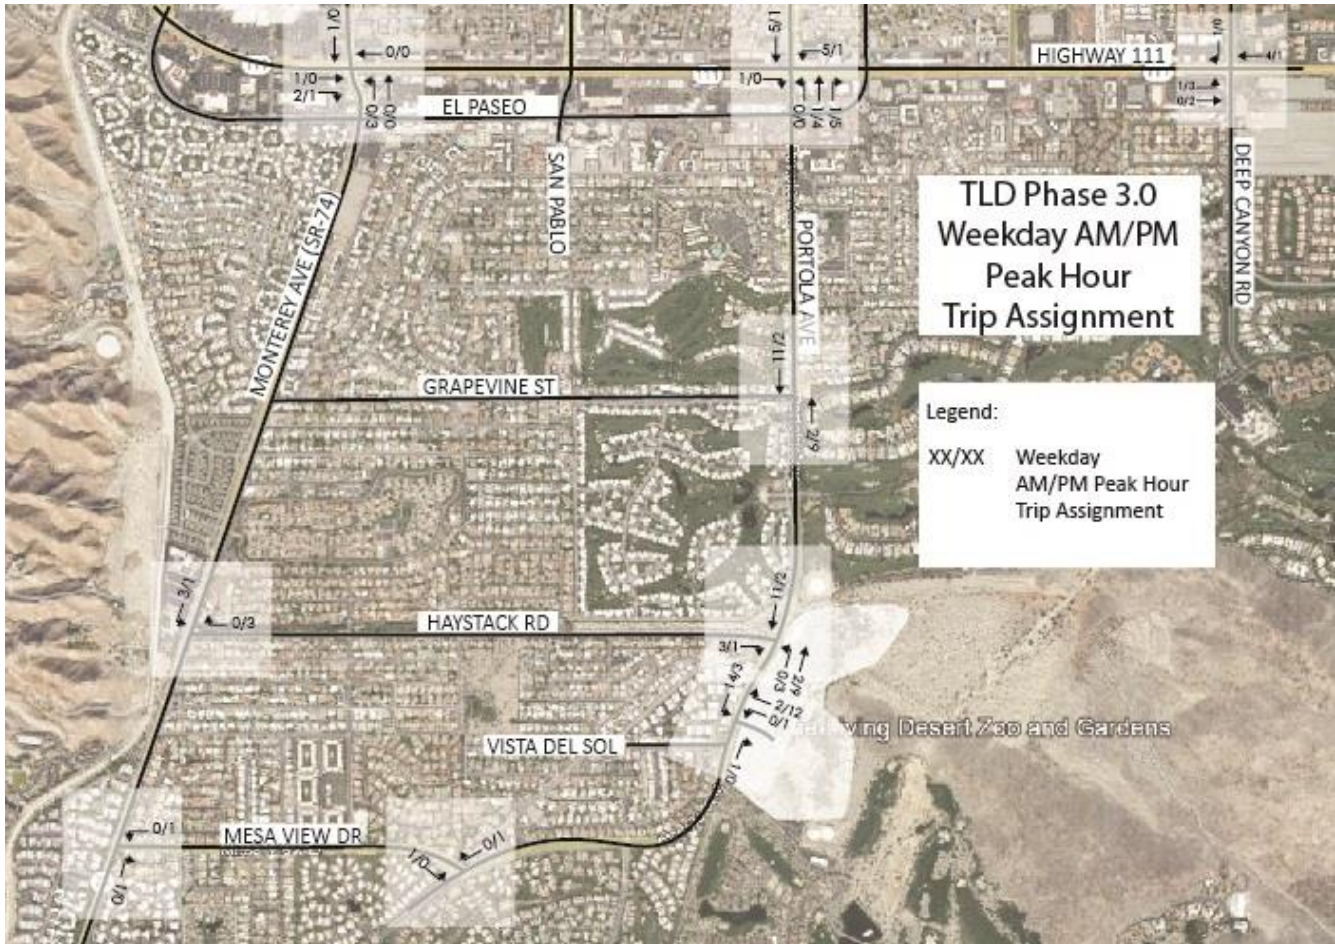 1/0
0/0
1/0
2/1
0/3
0/0
5/1
5/1
1/0
0/0
1/4
1/5
HIGHWAY 111
1/0
4/1
1/3
0/2
EL PASEO
SAN PABLO
MONTEREY AVE (SR-74)
PORTOLA AVE
DEEP CANYON RD
TLD Phase 3.0
Weekday AM/PM
Peak Hour
Trip Assignment
11/2
GRAPEVINE ST
2/9
Legend:
XX/XX Weekday
AM/PM Peak Hour
Trip Assignment
3/1
0/3
HAYSTACK RD
11/2
3/1
14/3
0/3
2/9
2/12
0/1
ving Desert Zoo and Gardens
VISTA DEL SOL
1/0
0/1
MESA VIEW DR
0/1
1/0
0/1